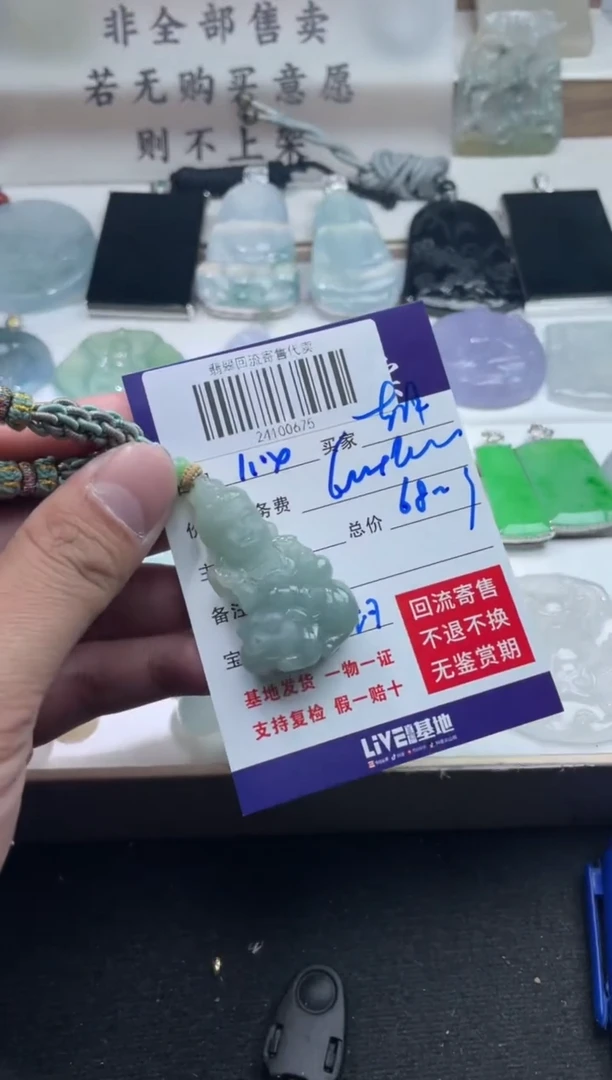 非全部售卖
若无购买意愿
则不上架
翡翠回流寄售代卖
24100675
买家
务费
总价
68~
主
备注
宝
回流寄售
不退不换
无鉴赏期
基地发货 一物一证
支持复检 假一赔十
LiVE 基地